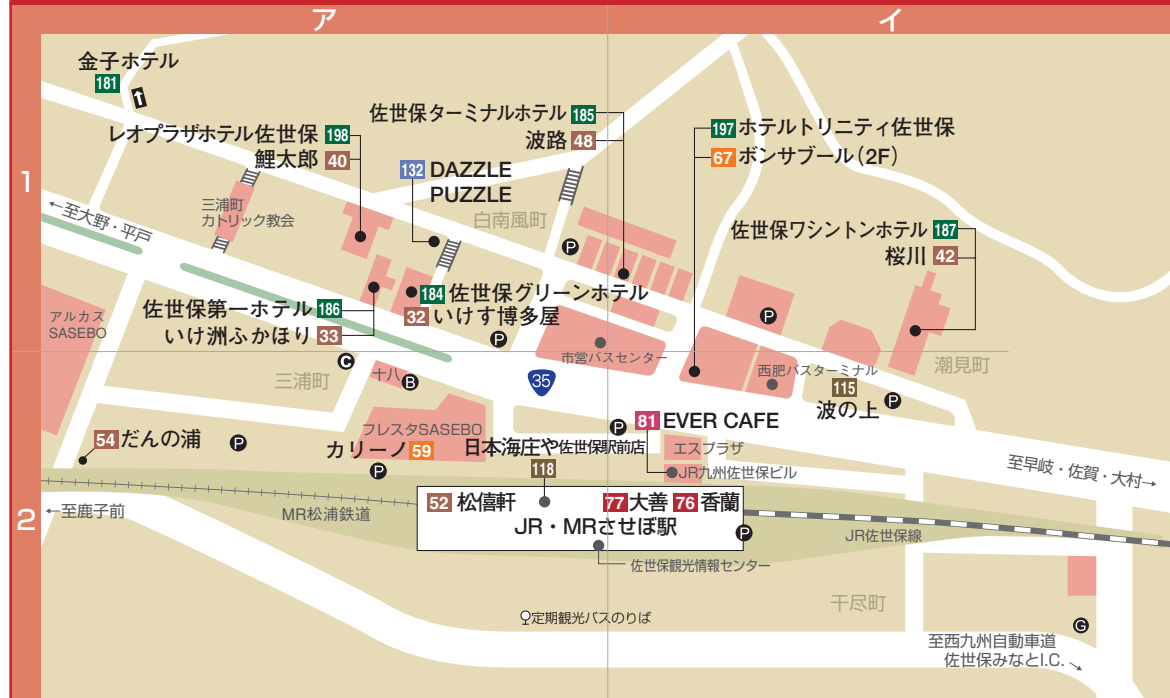 ア
イ
1
2
金子ホテル
181
レオプラザホテル佐世保 198
鯉太郎 40
佐世保ターミナルホテル 185
波路 48
132 DAZZLE
PUZZLE
197 ホテルトリニティ佐世保
67 ボンサブール(2F)
三浦町
カトリック教会
白南風町
←至大野・平戸
佐世保ワシントンホテル 187
桜川 42
P
P
アルカス
SASEBO
佐世保第一ホテル 186
いけ洲ふかほり 33
184 佐世保グリーンホテル
32 いけす博多屋
P
市営バスセンター
潮見町
C
三浦町
十八
B
35
西肥バスターミナル
115
波の上
P
54 だんの浦
P
フレスタSASEBO
カリーノ 59
P
日本海庄や佐世保駅前店
118
P
81 EVER CAFE
エスプラザ
JR九州佐世保ビル
至早岐・佐賀・大村→
←至鹿子前
MR松浦鉄道
52 松僖軒
77 大善 76 香蘭
JR・MRさせぼ駅
P
JR佐世保線
佐世保観光情報センター
定期観光バスのりば
干尽町
G
至西九州自動車道
佐世保みなとI.C.→